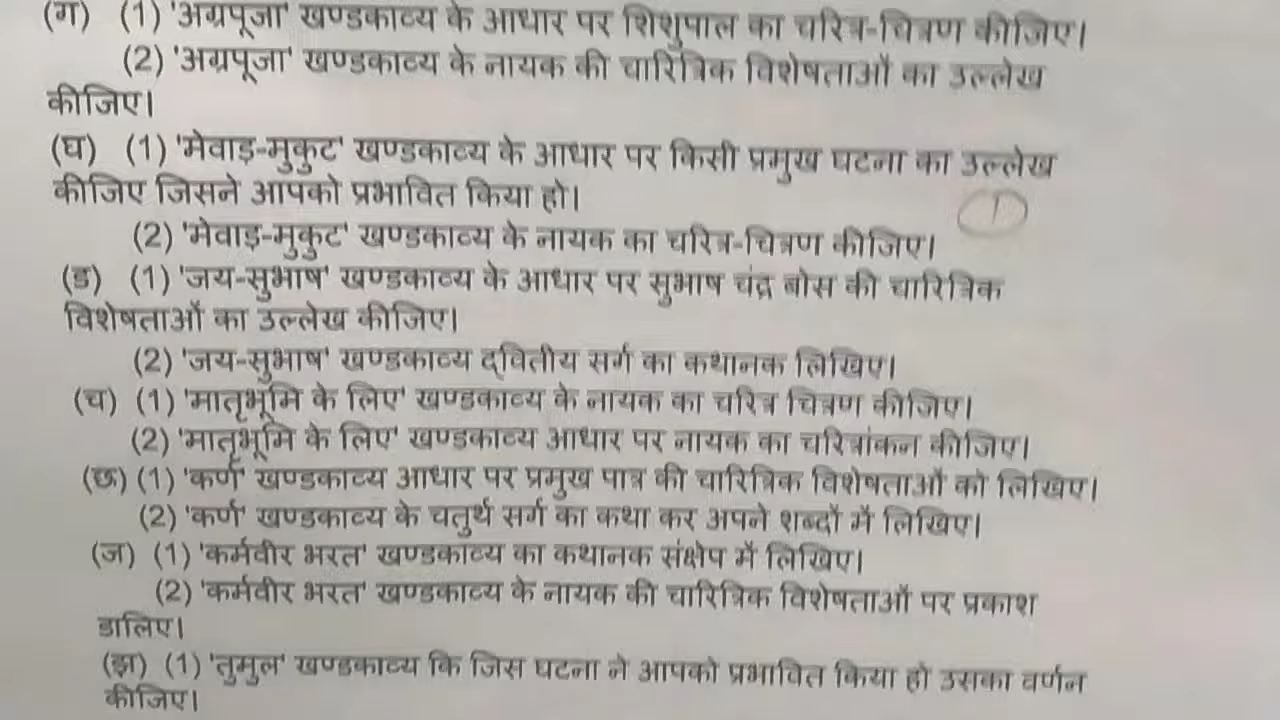 (ग) (1) 'अग्रपूजा' खण्डकाव्य के आधार पर शिशुपाल का चरित्र-चित्रण कीजिए।
(2) 'अग्रपूजा' खण्डकाव्य के नायक की चारित्रिक विशेषताओं का उल्लेख
कीजिए।
(घ) (1) 'मेवाड़-मुकुट' खण्डकाव्य के आधार पर किसी प्रमुख घटना का उल्लेख
कीजिए जिसने आपको प्रभावित किया हो।
1
(2) 'मेवाड़-मुकुट' खण्डकाव्य के नायक का चरित्र-चित्रण कीजिए।
(ड) (1) 'जय-सुभाष' खण्डकाव्य के आधार पर सुभाष चंद्र बोस की चारित्रिक
विशेषताओं का उल्लेख कीजिए।
(2) 'जय-सुभाष' खण्डकाव्य द्वितीय सर्ग का कथानक लिखिए।
(च) (1) 'मातृभूमि के लिए' खण्डकाव्य के नायक का चरित्र चित्रण कीजिए।
(2) 'मातृभूमि के लिए' खण्डकाव्य आधार पर नायक का चरित्रांकन कीजिए।
(छ) (1) 'कर्ण' खण्डकाव्य आधार पर प्रमुख पात्र की चारित्रिक विशेषताओं को लिखिए।
(2) 'कर्ण' खण्डकाव्य के चतुर्थ सर्ग का कथा कर अपने शब्दों में लिखिए।
(ज) (1) 'कर्मवीर भरत' खण्डकाव्य का कथानक संक्षेप में लिखिए।
(2) 'कर्मवीर भरत' खण्डकाव्य के नायक की चारित्रिक विशेषताओं पर प्रकाश
डालिए।
(झ) (1) 'तुमुल' खण्डकाव्य कि जिस घटना ने आपको प्रभावित किया हो उसका वर्णन
कीजिए।